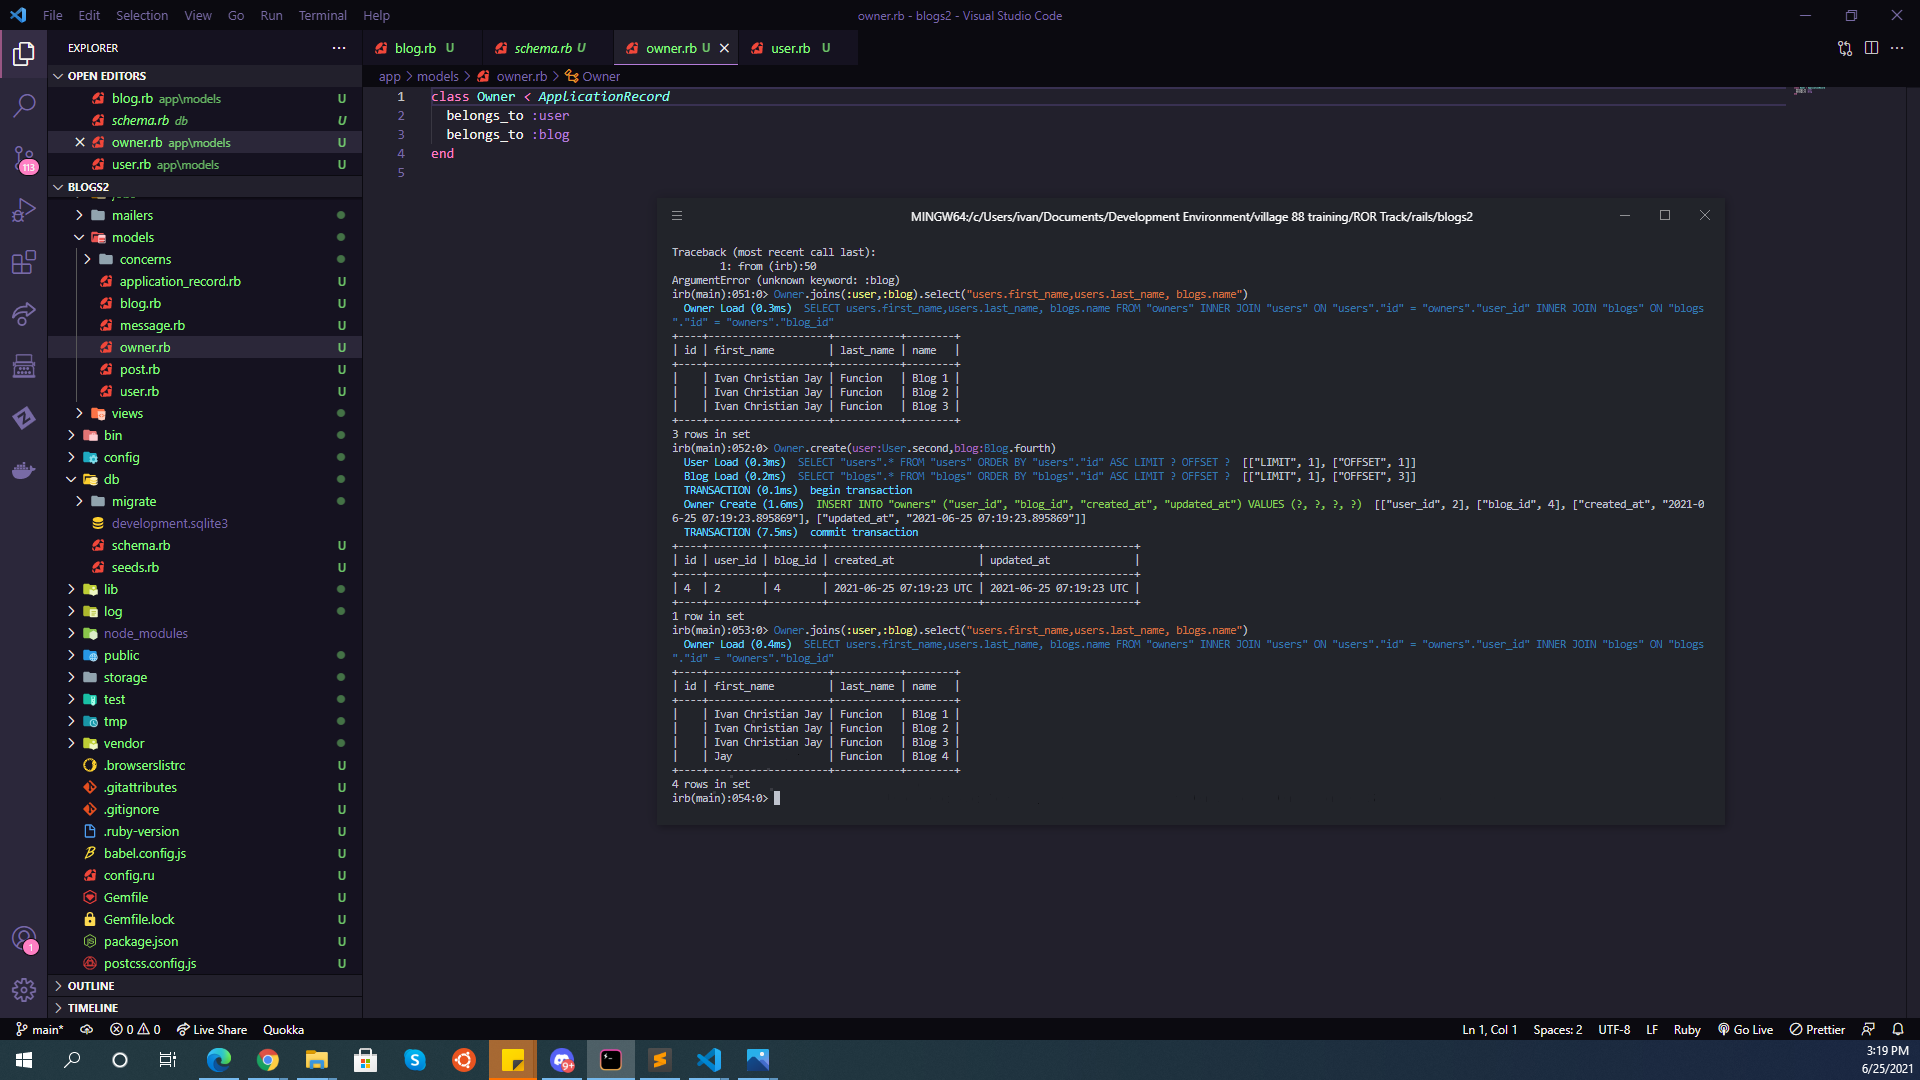 File Edit Selection View Go Run Terminal Help
owner.rb - blogs2 - Visual Studio Code
EXPLORER
blog.rb U
schema.rb U
owner.rb U
user.rb U
OPEN EDITORS
app > models > owner.rb > Owner
blog.rb app\models U
schema.rb db U
owner.rb app\models U
user.rb app\models U
BLOGS2
mailers
models
concerns
application_record.rb U
blog.rb U
message.rb U
owner.rb U
post.rb U
user.rb U
views
bin
config
db
migrate
development.sqlite3
schema.rb U
seeds.rb U
lib
log
node_modules
public
storage
test
tmp
vendor
.browserslistrc U
.gitattributes U
.gitignore U
.ruby-version U
babel.config.js U
config.ru U
Gemfile U
Gemfile.lock U
package.json U
postcss.config.js U
OUTLINE
TIMELINE
113
1
1 class Owner < ApplicationRecord
2 belongs_to :user
3 belongs_to :blog
4 end
5
MINGW64:/c/Users/ivan/Documents/Development Environment/village 88 training/ROR Track/rails/blogs2
Traceback (most recent call last):
1: from (irb):50
ArgumentError (unknown keyword: :blog)
irb(main):051:0> Owner.joins(:user,:blog).select("users.first_name,users.last_name, blogs.name")
Owner Load (0.3ms) SELECT users.first_name,users.last_name, blogs.name FROM "owners" INNER JOIN "users" ON "users"."id" = "owners"."user_id" INNER JOIN "blogs" ON "blogs
"."id" = "owners"."blog_id"
+----+--------------------+-----------+--------+
| id | first_name | last_name | name |
+----+--------------------+-----------+--------+
| | Ivan Christian Jay | Funcion | Blog 1 |
| | Ivan Christian Jay | Funcion | Blog 2 |
| | Ivan Christian Jay | Funcion | Blog 3 |
+----+--------------------+-----------+--------+
3 rows in set
irb(main):052:0> Owner.create(user:User.second,blog:Blog.fourth)
User Load (0.3ms) SELECT "users".* FROM "users" ORDER BY "users"."id" ASC LIMIT ? OFFSET ? [["LIMIT", 1], ["OFFSET", 1]]
Blog Load (0.2ms) SELECT "blogs".* FROM "blogs" ORDER BY "blogs"."id" ASC LIMIT ? OFFSET ? [["LIMIT", 1], ["OFFSET", 3]]
TRANSACTION (0.1ms) begin transaction
Owner Create (1.6ms) INSERT INTO "owners" ("user_id", "blog_id", "created_at", "updated_at") VALUES (?, ?, ?, ?) [["user_id", 2], ["blog_id", 4], ["created_at", "2021-0
6-25 07:19:23.895869"], ["updated_at", "2021-06-25 07:19:23.895869"]]
TRANSACTION (7.5ms) commit transaction
+----+---------+---------+-------------------------+-------------------------+
| id | user_id | blog_id | created_at | updated_at |
+----+---------+---------+-------------------------+-------------------------+
| 4 | 2 | 4 | 2021-06-25 07:19:23 UTC | 2021-06-25 07:19:23 UTC |
+----+---------+---------+-------------------------+-------------------------+
1 row in set
irb(main):053:0> Owner.joins(:user,:blog).select("users.first_name,users.last_name, blogs.name")
Owner Load (0.4ms) SELECT users.first_name,users.last_name, blogs.name FROM "owners" INNER JOIN "users" ON "users"."id" = "owners"."user_id" INNER JOIN "blogs" ON "blogs
"."id" = "owners"."blog_id"
+----+--------------------+-----------+--------+
| id | first_name | last_name | name |
+----+--------------------+-----------+--------+
| | Ivan Christian Jay | Funcion | Blog 1 |
| | Ivan Christian Jay | Funcion | Blog 2 |
| | Ivan Christian Jay | Funcion | Blog 3 |
| | Jay | Funcion | Blog 4 |
+----+--------------------+-----------+--------+
4 rows in set
irb(main):054:0>
main* 0 0 Live Share Quokka
Ln 1, Col 1 Spaces: 2 UTF-8 LF Ruby Go Live Prettier
9+
3:19 PM
6/25/2021